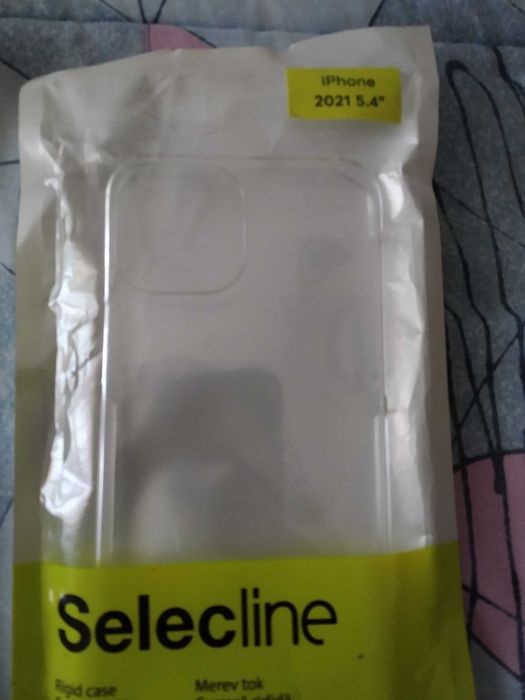 iPhone
2021 5.4"
Selecline
Rigid case
Merev tok